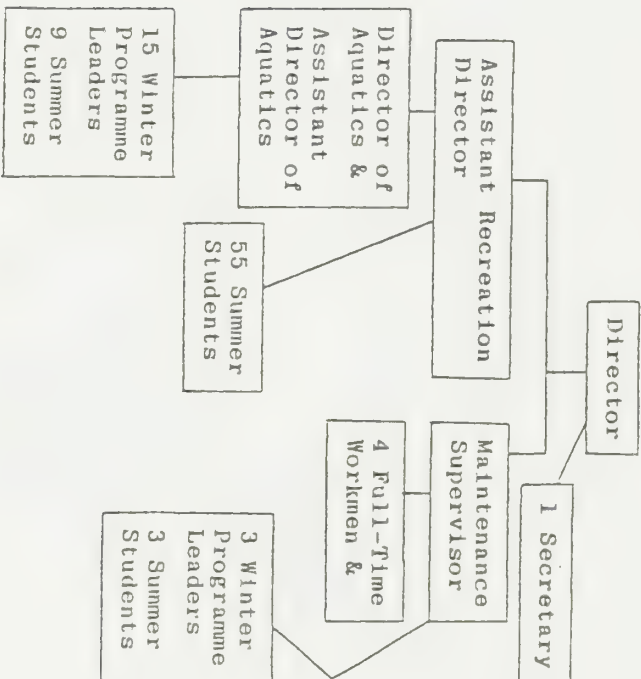 Director
1 Secretary
Assistant Recreation
Director
Maintenance
Supervisor
Director of
Aquatics &
Assistant
Director of
Aquatics
55 Summer
Students
4 Full-Time
Workmen &
15 Winter
Programme
Leaders
9 Summer
Students
3 Winter
Programme
Leaders
3 Summer
Students